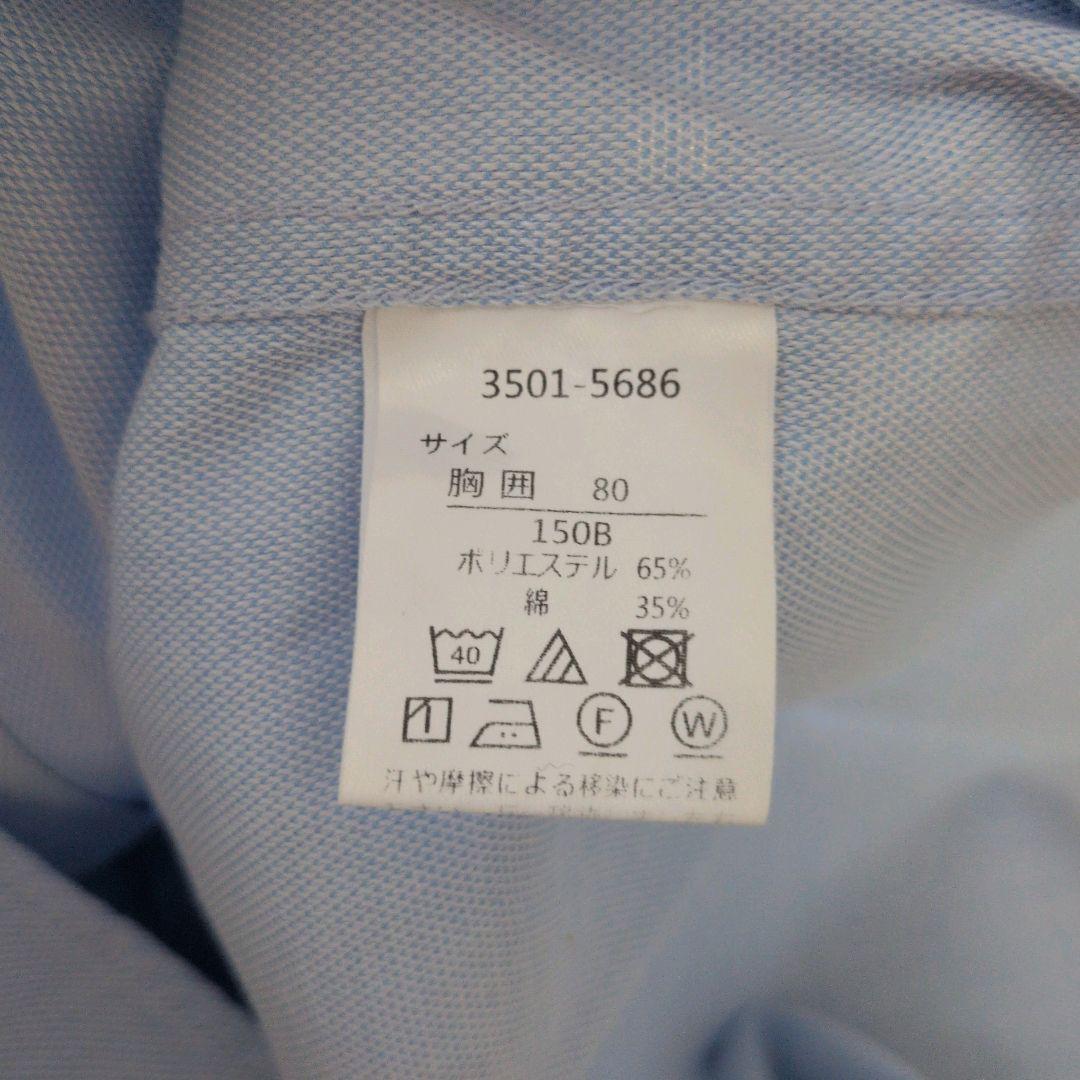 3501-5686
サイズ
胸囲 80
150B
ポリエステル 65%
綿 35%
40
F W
汗や摩擦による移染にご注意